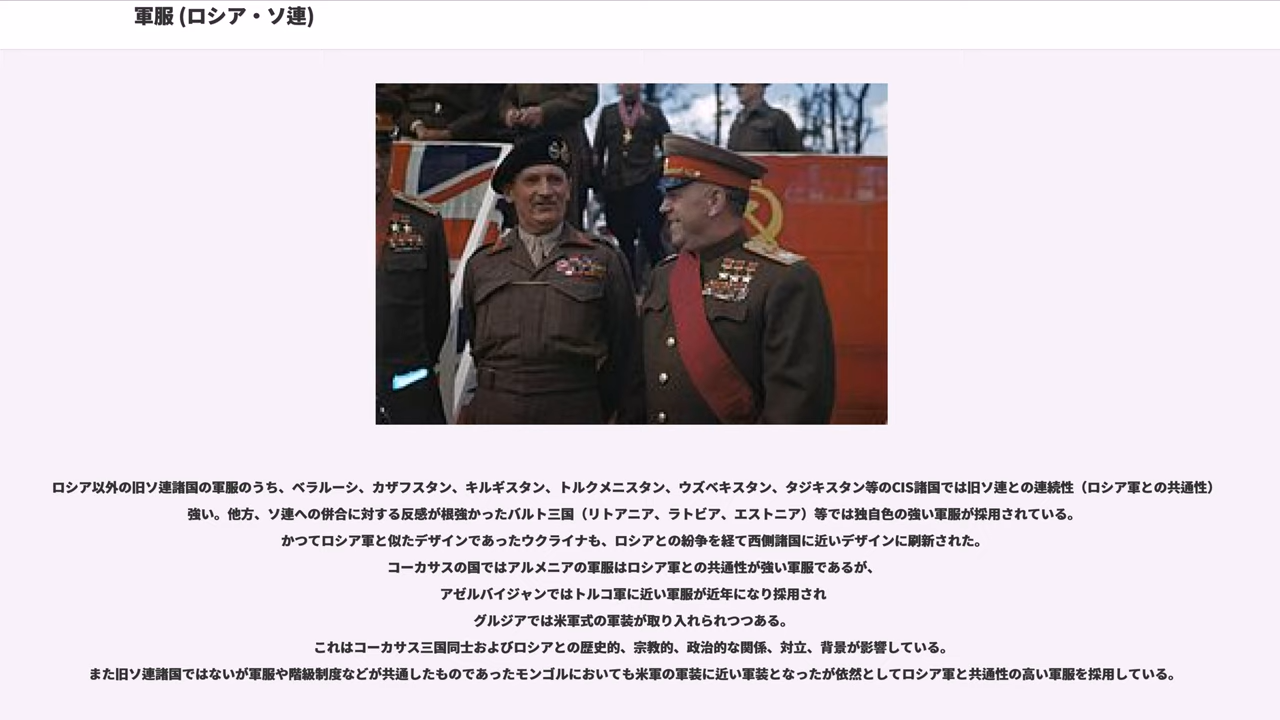 軍服 (ロシア・ソ連)
ロシア以外の旧ソ連諸国の軍服のうち、ベラルーシ、カザフスタン、キルギスタン、トルクメニスタン、ウズベキスタン、タジキスタン等のCIS諸国では旧ソ連との連続性（ロシア軍との共通性）
強い。他方、ソ連への併合に対する反感が根強かったバルト三国（リトアニア、ラトビア、エストニア）等では独自色の強い軍服が採用されている。
かつてロシア軍と似たデザインであったウクライナも、ロシアとの紛争を経て西側諸国に近いデザインに刷新された。
コーカサスの国ではアルメニアの軍服はロシア軍との共通性が強い軍服であるが、
アゼルバイジャンではトルコ軍に近い軍服が近年になり採用され
グルジアでは米軍式の軍装が取り入れられつつある。
これはコーカサス三国同士およびロシアとの歴史的、宗教的、政治的な関係、対立、背景が影響している。
また旧ソ連諸国ではないが軍服や階級制度などが共通したものであったモンゴルにおいても米軍の軍装に近い軍装となったが依然としてロシア軍と共通性の高い軍服を採用している。